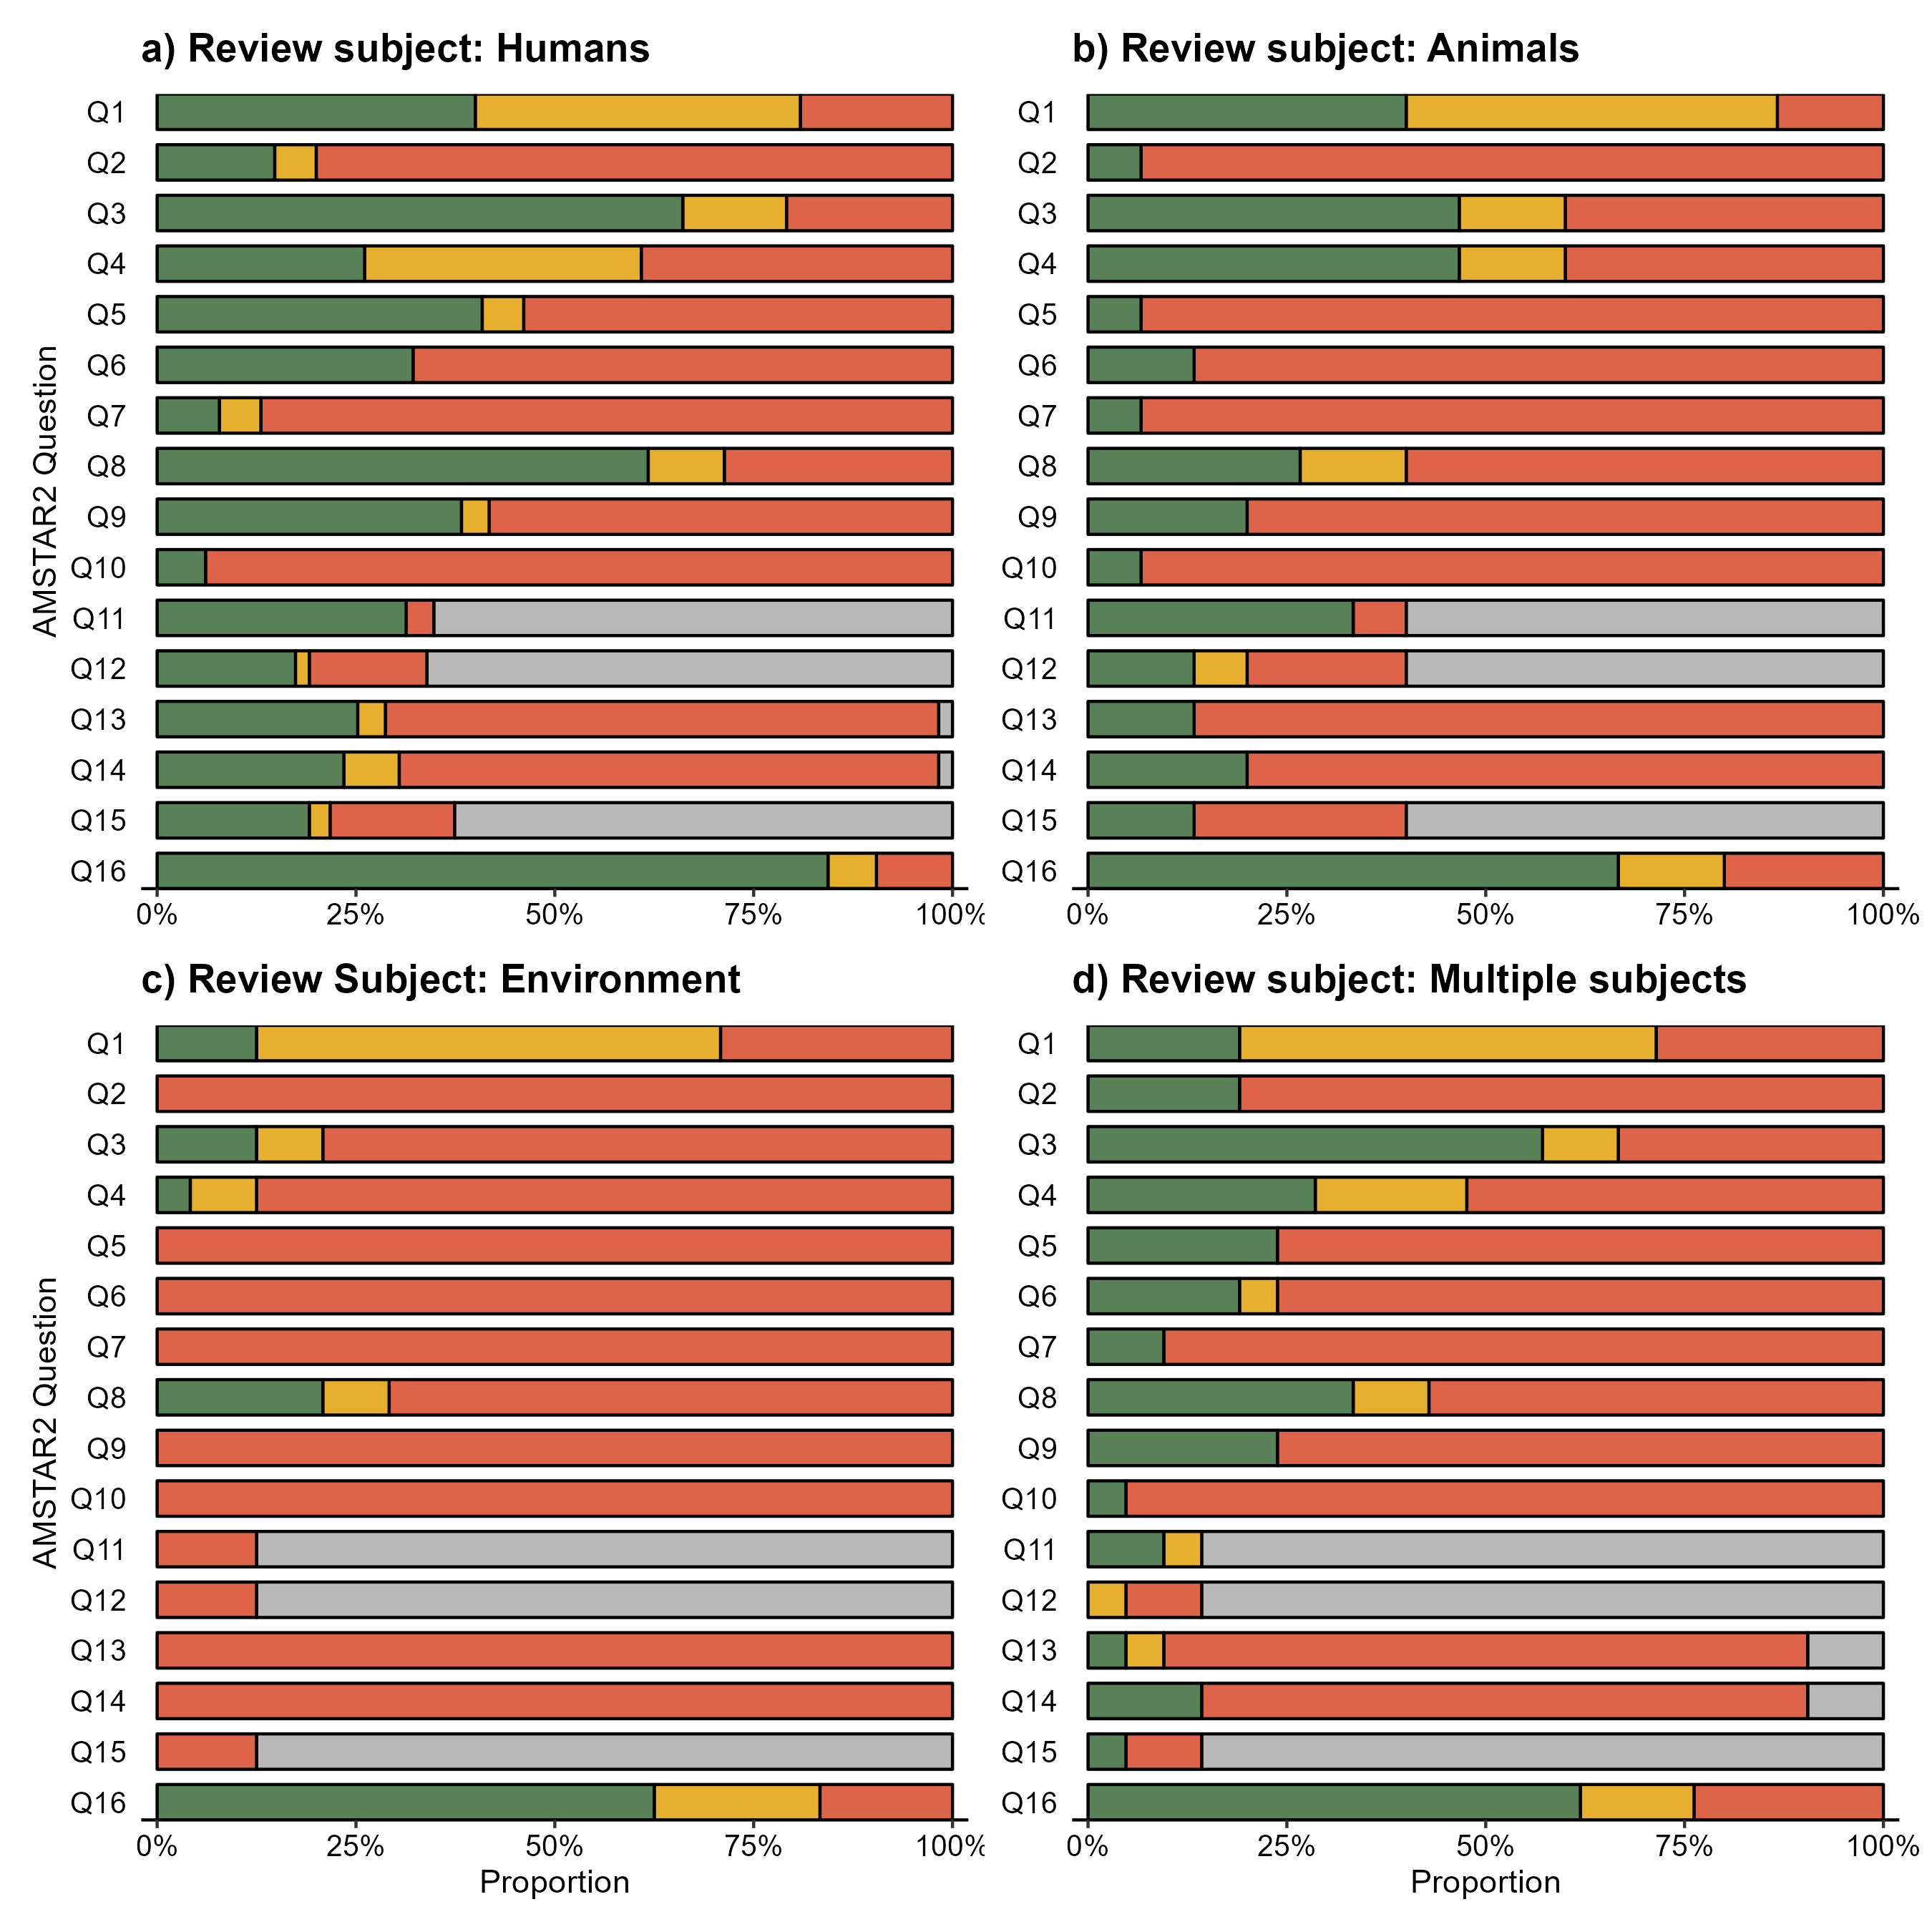 a) Review subject: Humans
Q1
Q2
Q3
Q4
Q5
Q6
Q7
Q8
Q9
Q10
Q11
Q12
Q13
Q14
Q15
Q16
AMSTAR2 Question
0% 25% 50% 75% 100%
b) Review subject: Animals
Q1
Q2
Q3
Q4
Q5
Q6
Q7
Q8
Q9
Q10
Q11
Q12
Q13
Q14
Q15
Q16
0% 25% 50% 75% 100%
c) Review Subject: Environment
Q1
Q2
Q3
Q4
Q5
Q6
Q7
Q8
Q9
Q10
Q11
Q12
Q13
Q14
Q15
Q16
AMSTAR2 Question
0% 25% 50% 75% 100%
Proportion
d) Review subject: Multiple subjects
Q1
Q2
Q3
Q4
Q5
Q6
Q7
Q8
Q9
Q10
Q11
Q12
Q13
Q14
Q15
Q16
0% 25% 50% 75% 100%
Proportion